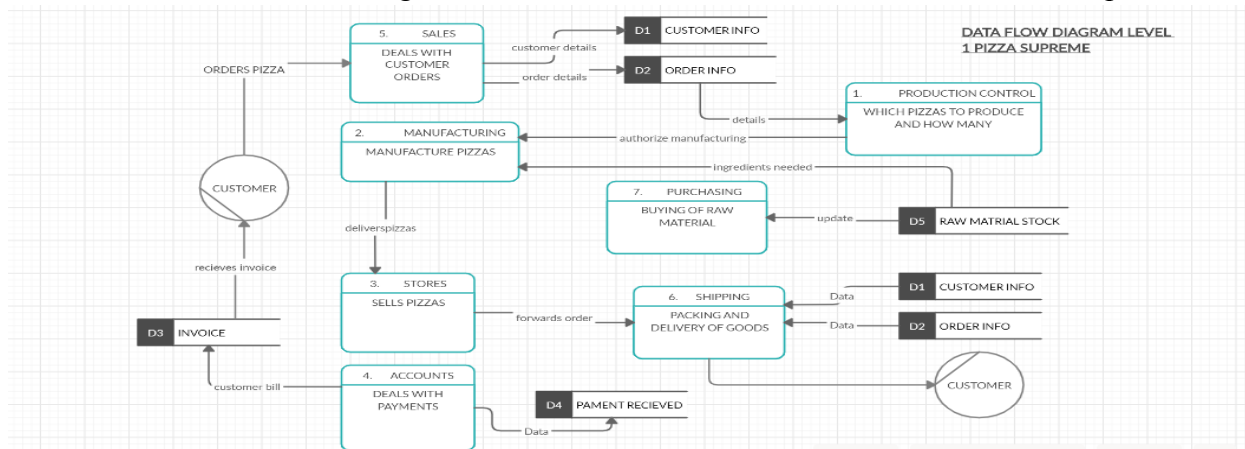 DATA FLOW DIAGRAM LEVEL
1 PIZZA SUPREME
5. SALES
DEALS WITH
CUSTOMER
ORDERS
customer details
order details
D1 CUSTOMER INFO
D2 ORDER INFO
ORDERS PIZZA
1. PRODUCTION CONTROL
WHICH PIZZAS TO PRODUCE
AND HOW MANY
details
authorize manufacturing
2. MANUFACTURING
MANUFACTURE PIZZAS
ingredients needed
CUSTOMER
7. PURCHASING
BUYING OF RAW
MATERIAL
update
D5 RAW MATRIAL STOCK
deliverspizzas
recieves invoice
3. STORES
SELLS PIZZAS
forwards order
6. SHIPPING
PACKING AND
DELIVERY OF GOODS
Data
D1 CUSTOMER INFO
Data
D2 ORDER INFO
D3 INVOICE
customer bill
4. ACCOUNTS
DEALS WITH
PAYMENTS
Data
D4 PAMENT RECIEVED
CUSTOMER